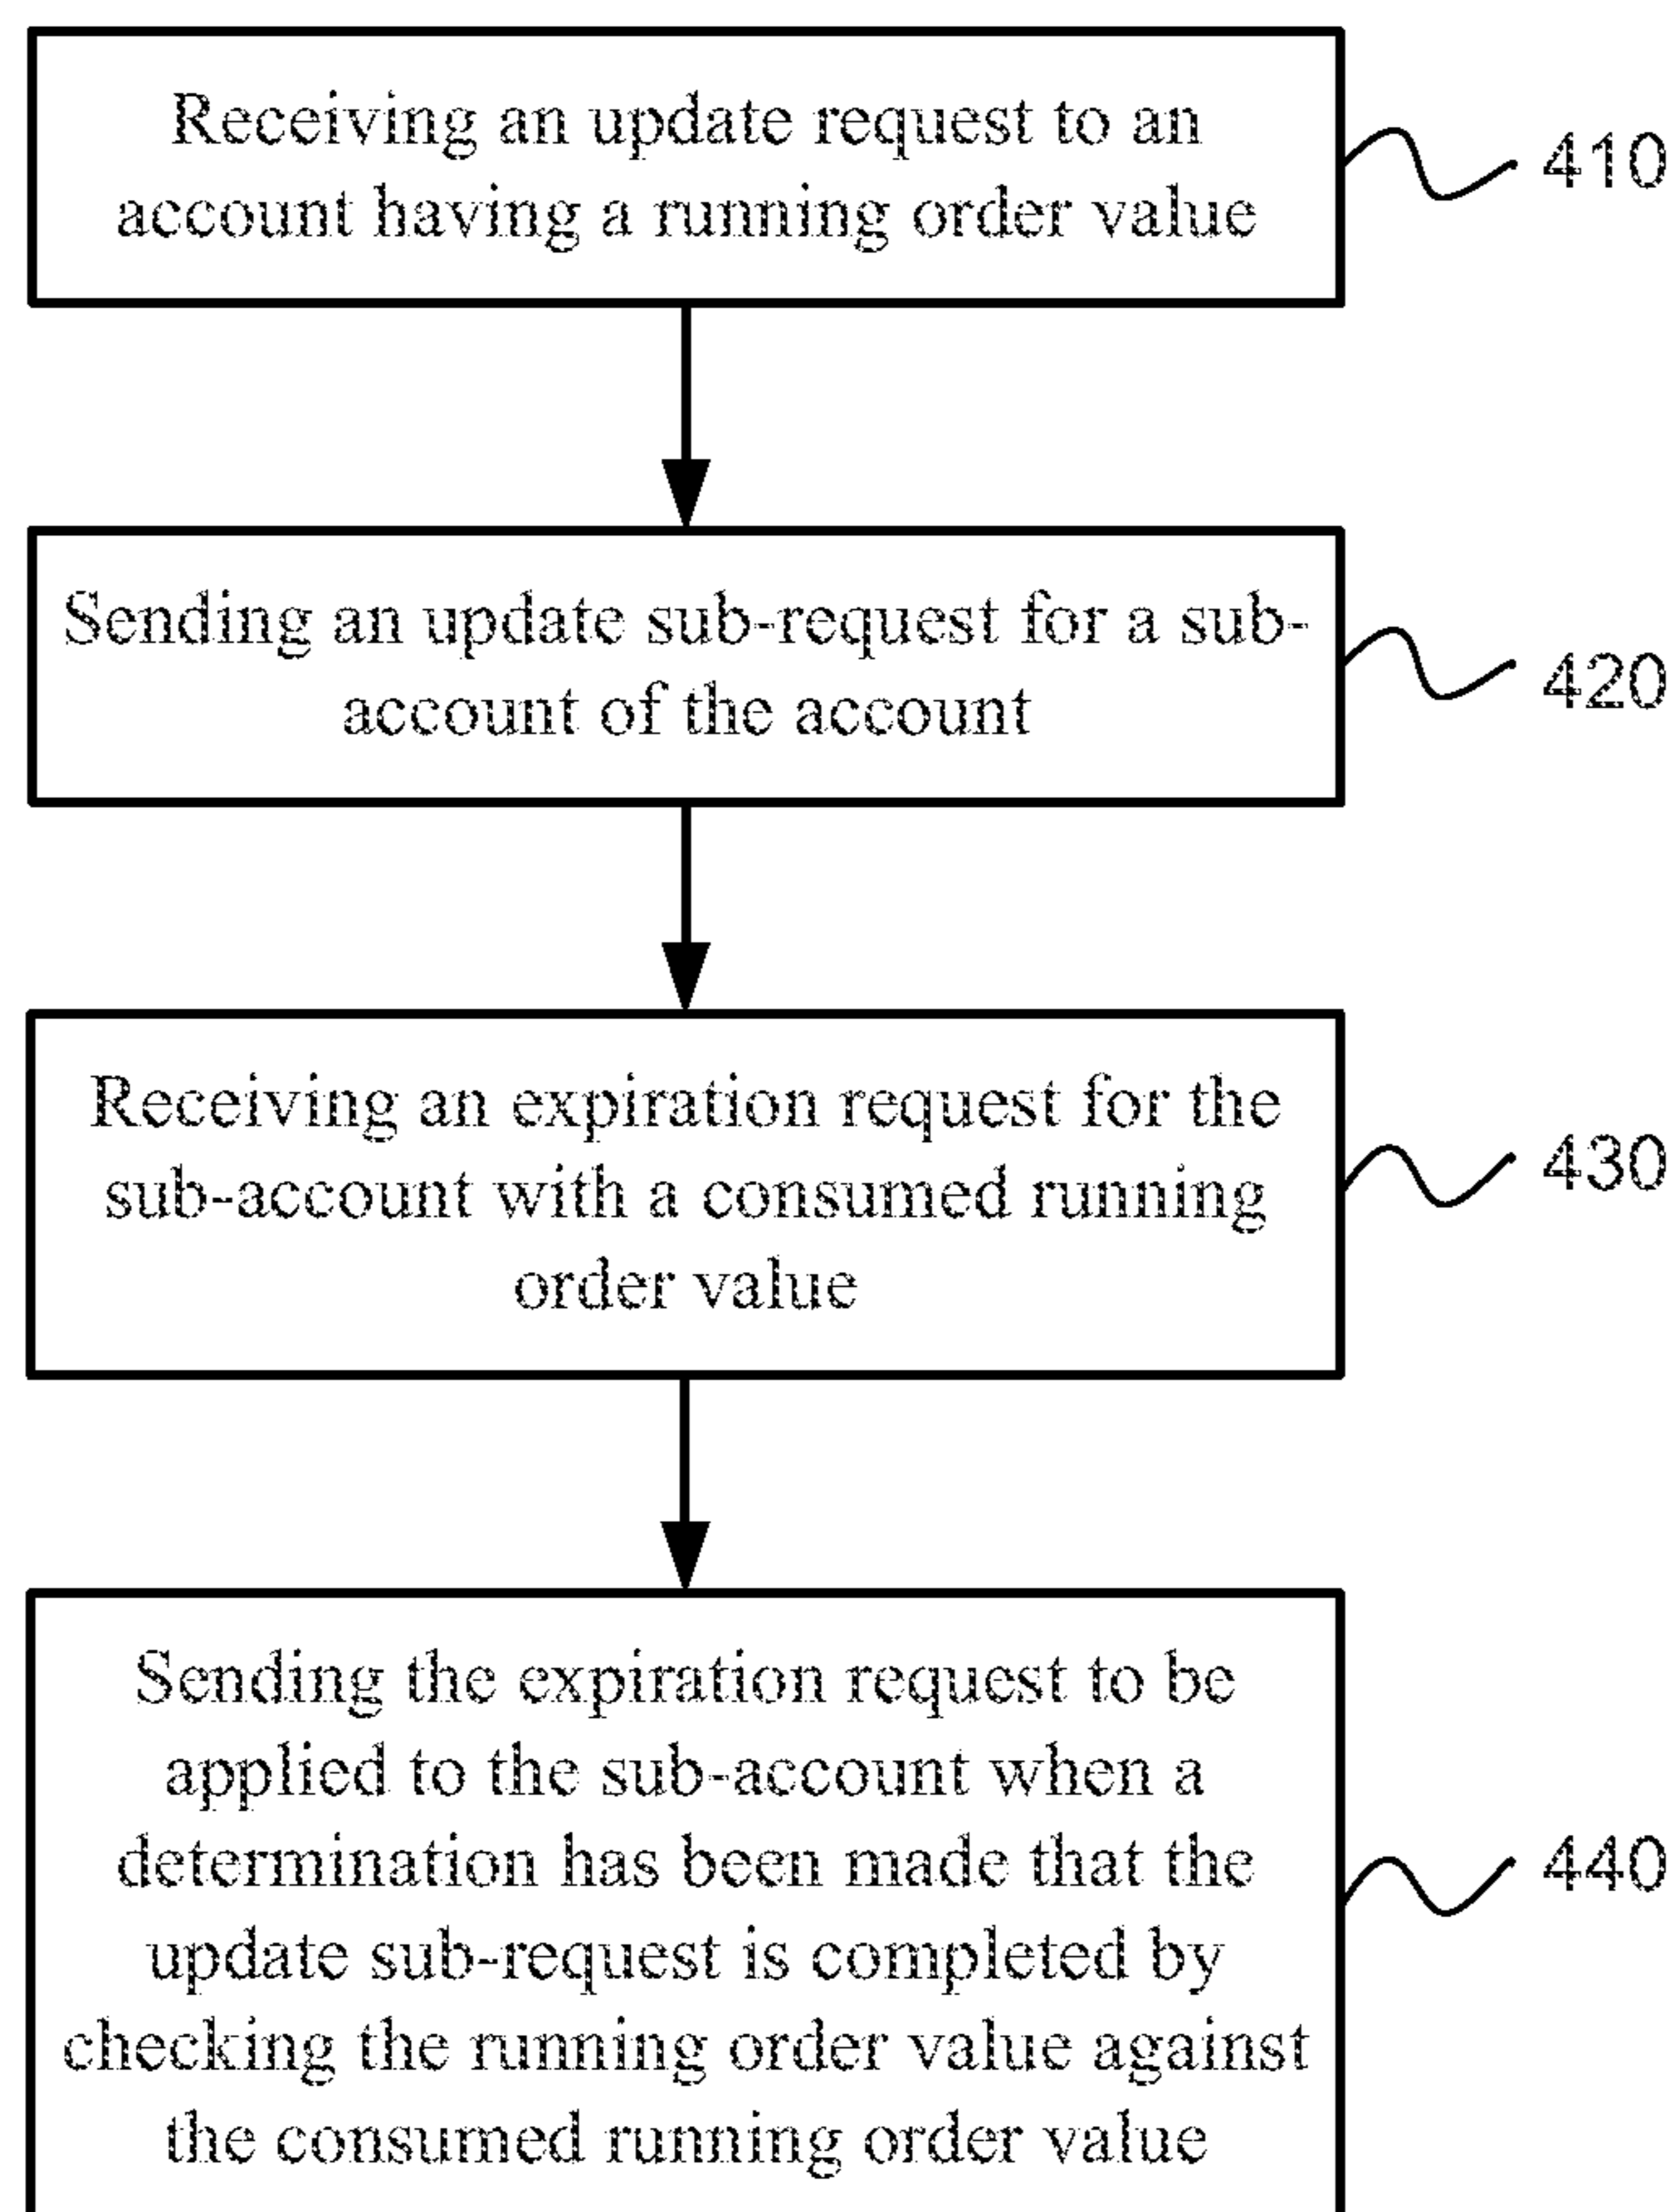 Receiving an update request to an
account having a running order value
410
Sending an update sub-request for a sub-
account of the account
420
Receiving an expiration request for the
sub-account with a consumed running
order value
430
Sending the expiration request to be
applied to the sub-account when a
determination has been made that the
update sub-request is completed by
checking the running order value against
the consumed running order value
440